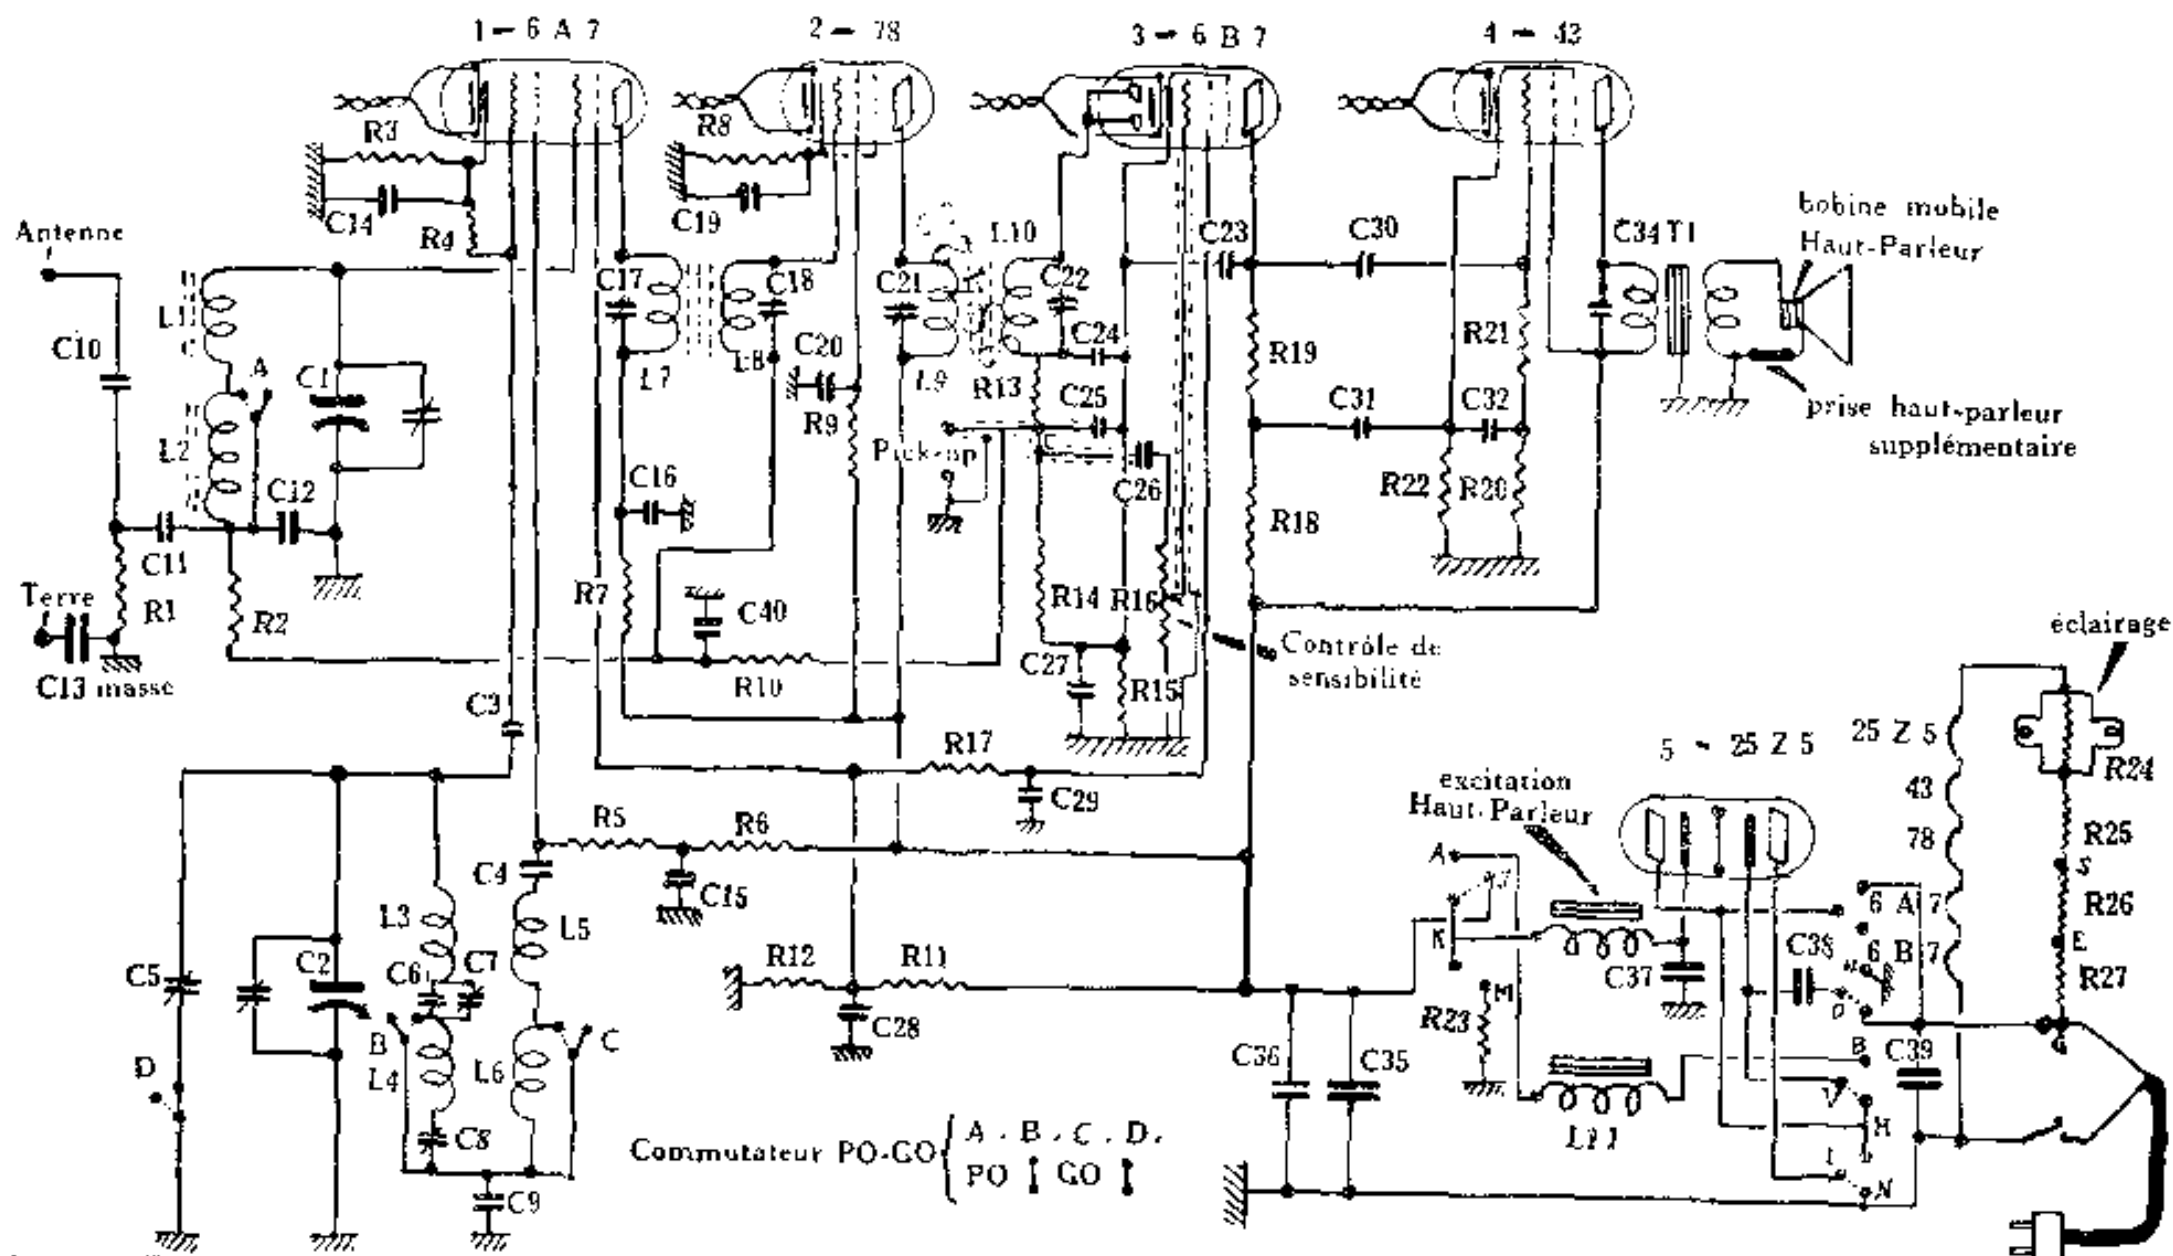 1 - 6 A 7
2 - 78
3 - 6 B 7
4 - 43
R3
R8
C14
R4
C19
Antenne
L10
C23
C30
C34 T1
bobine mobile
Haut-Parleur
L1
C17
C18
C21
C22
C10
A
C1
C20
C24
R19
R21
L7
L8
L9
R13
L2
R9
C25
C31
C32
prise haut-parleur
supplémentaire
Pick-up
C12
C16
C26
R22
R20
C11
R18
Terre
R1
R2
R7
C40
R14
R16
Contrôle de
sensibilité
éclairage
C13 masse
R10
C27
R15
C3
R17
5 - 25 Z 5
25 Z 5
R24
excitation
Haut-Parleur
43
C29
R5
R6
78
R25
A
J
S
C4
C15
L3
L5
K
6 A 7
R26
E
R12
R11
C37
C38
6 B 7
R27
C5
C2
C6
C7
M
R23
C28
B
C
L4
L6
C36
C35
B
C39
D
C8
L11
H
I
N
C9
Commutateur PO-GO { A . B . C . D .
PO GO